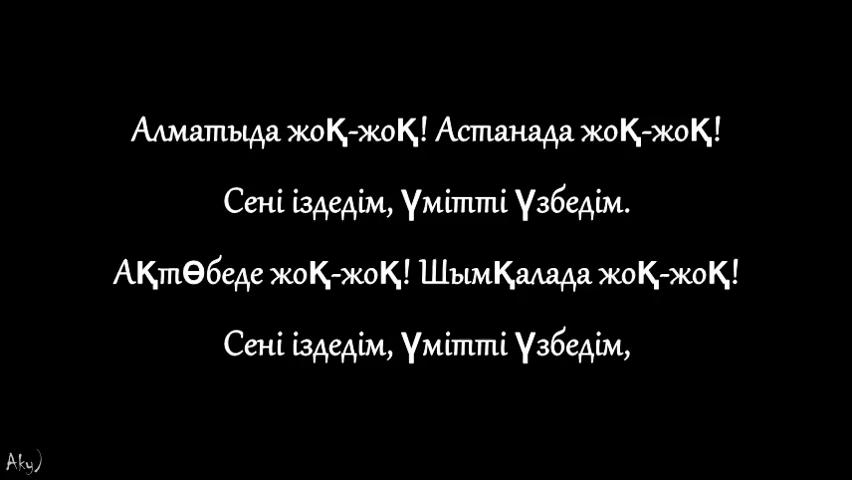 Алматыда жоқ-жоқ! Астанада жоқ-жоқ!
Сені іздедім, үмітті үзбедім.
Ақтөбеде жоқ-жоқ! Шымқалада жоқ-жоқ!
Сені іздедім, үмітті үзбедім,
Aky)